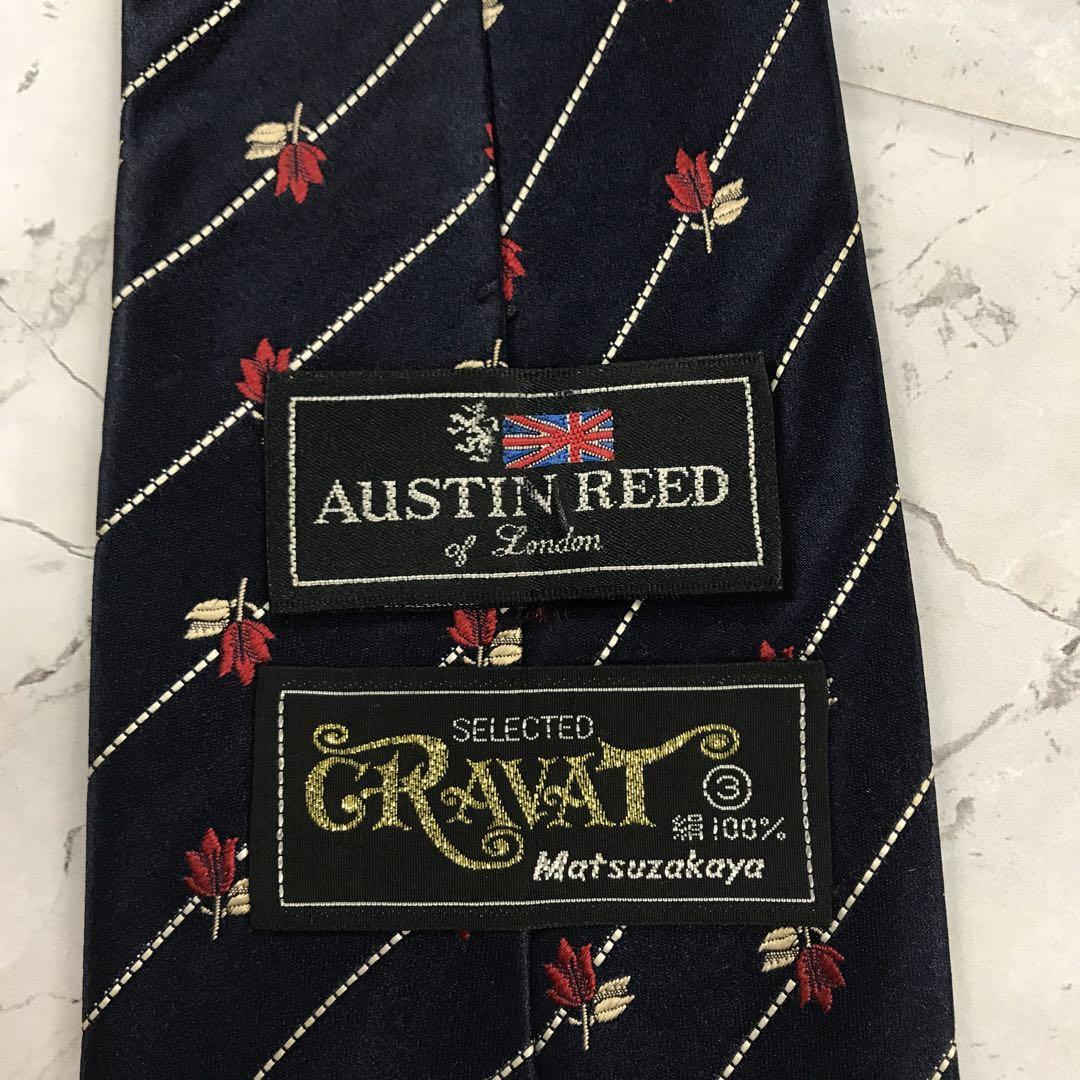 AUSTIN REED
of London
SELECTED
CRAVAT
③
絹100%
Matsuzakaya